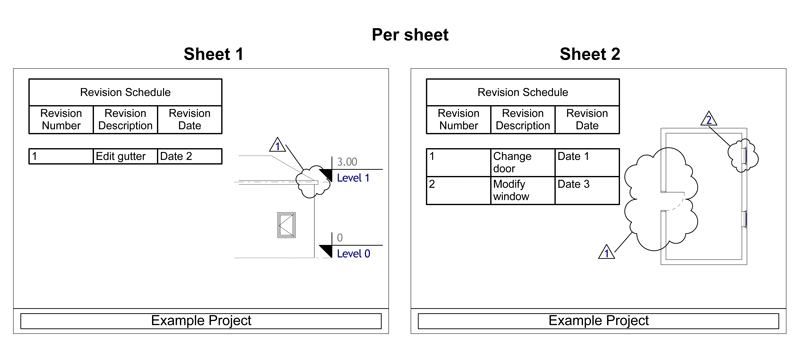 Per sheet
Sheet 1
Revision Schedule
Revision Number
Revision Description
Revision Date
1
Edit gutter
Date 2
1
3.00
Level 1
0
Level 0
Example Project
Sheet 2
Revision Schedule
Revision Number
Revision Description
Revision Date
1
Change door
Date 1
2
Modify window
Date 3
2
1
Example Project